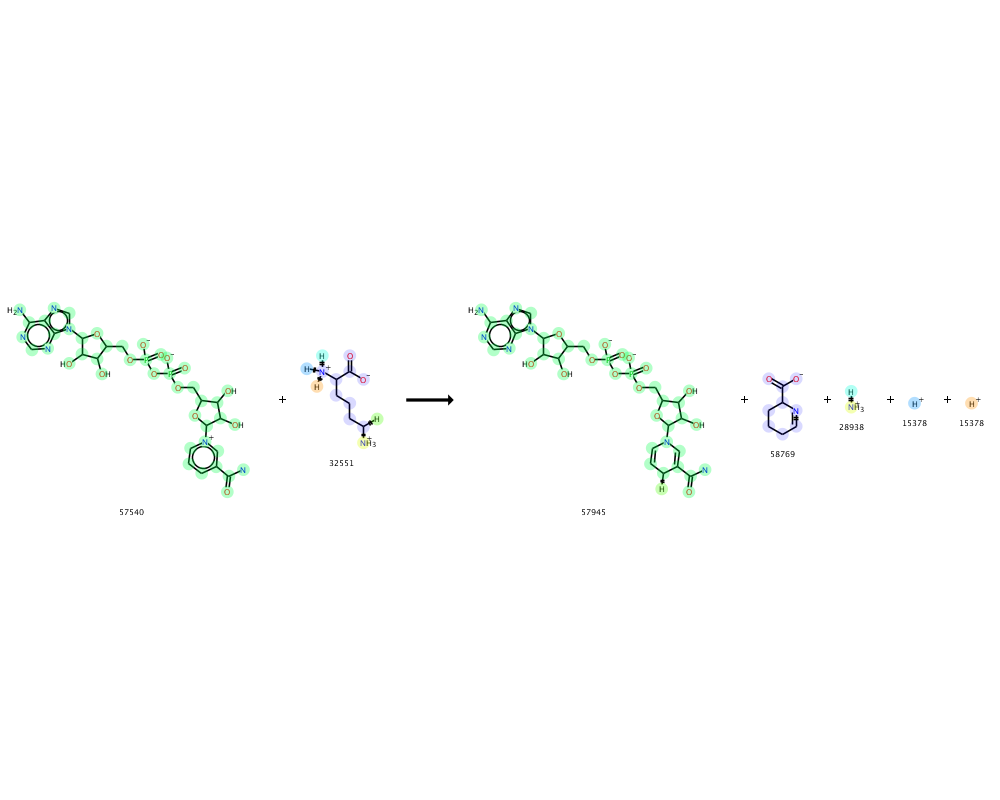 H2N
N
N
N
N
N
O
HO
OH
O
P
O-
O
O
P
O-
O
O
O
OH
OH
N+
N
O
57540
+
H
H
N+
H
O
O-
H
NH3+
32551
H2N
N
N
N
N
N
O
HO
OH
O
P
O-
O
O
P
O-
O
O
O
OH
OH
N
N
O
H
57945
+
O
O-
N
58769
+
H
NH3+
28938
+
H+
15378
+
H+
15378